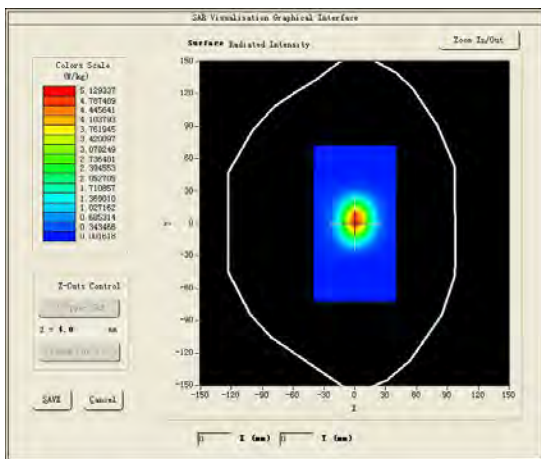 SAR Visualisation Graphical Interface
Surface Radiated Intensity
Zoom In/Out
Colors Scale
(W/kg)
5.129337
4.787489
4.445641
4.103793
3.761945
3.420097
3.078249
2.736401
2.394553
2.052705
1.710857
1.369010
1.027162
0.685314
0.343466
0.001618
150
120
90
60
30
0
-30
-60
-90
-120
-150
-150 -120 -90 -60 -30 0 30 60 90 120 150
X
Y
Z-Cuts Control
Z = 4.0 mm
SAVE
Cancel
0 X (mm) 0 Y (mm)